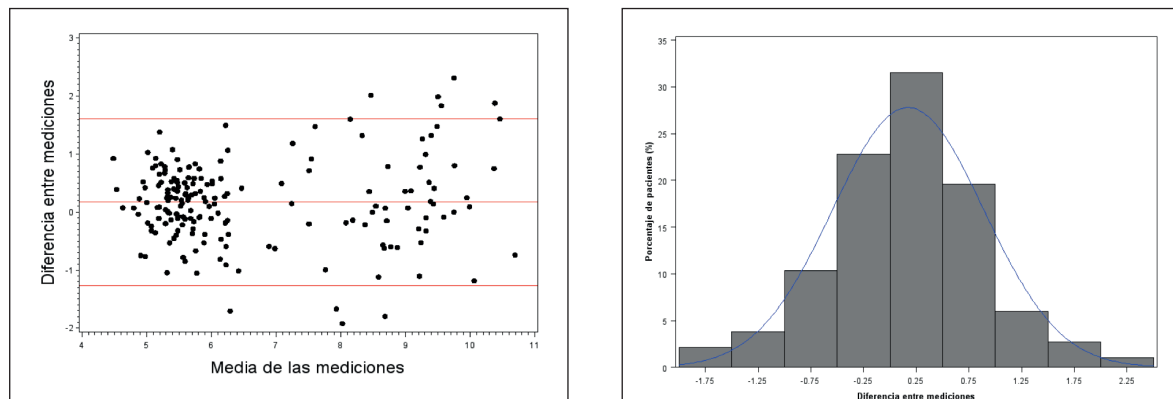 Diferencia entre mediciones
3
2
1
0
-1
-2
4 5 6 7 8 9 10 11
Media de las mediciones
Porcentaje de pacientes (%)
35
30
25
20
15
10
5
0
-1.75 -1.25 -0.25 0.25 0.75 1.25 1.75 2.25
Diferencia entre mediciones